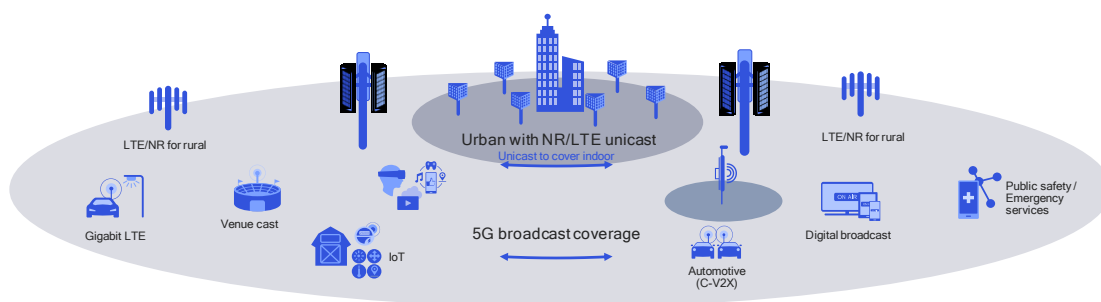 Urban with NR/LTE unicast
Unicast to cover indoor
LTE/NR for rural
LTE/NR for rural
Gigabit LTE
Venue cast
IoT
5G broadcast coverage
Automotive
(C-V2X)
ON AIR
Digital broadcast
Public safety /
Emergency
services